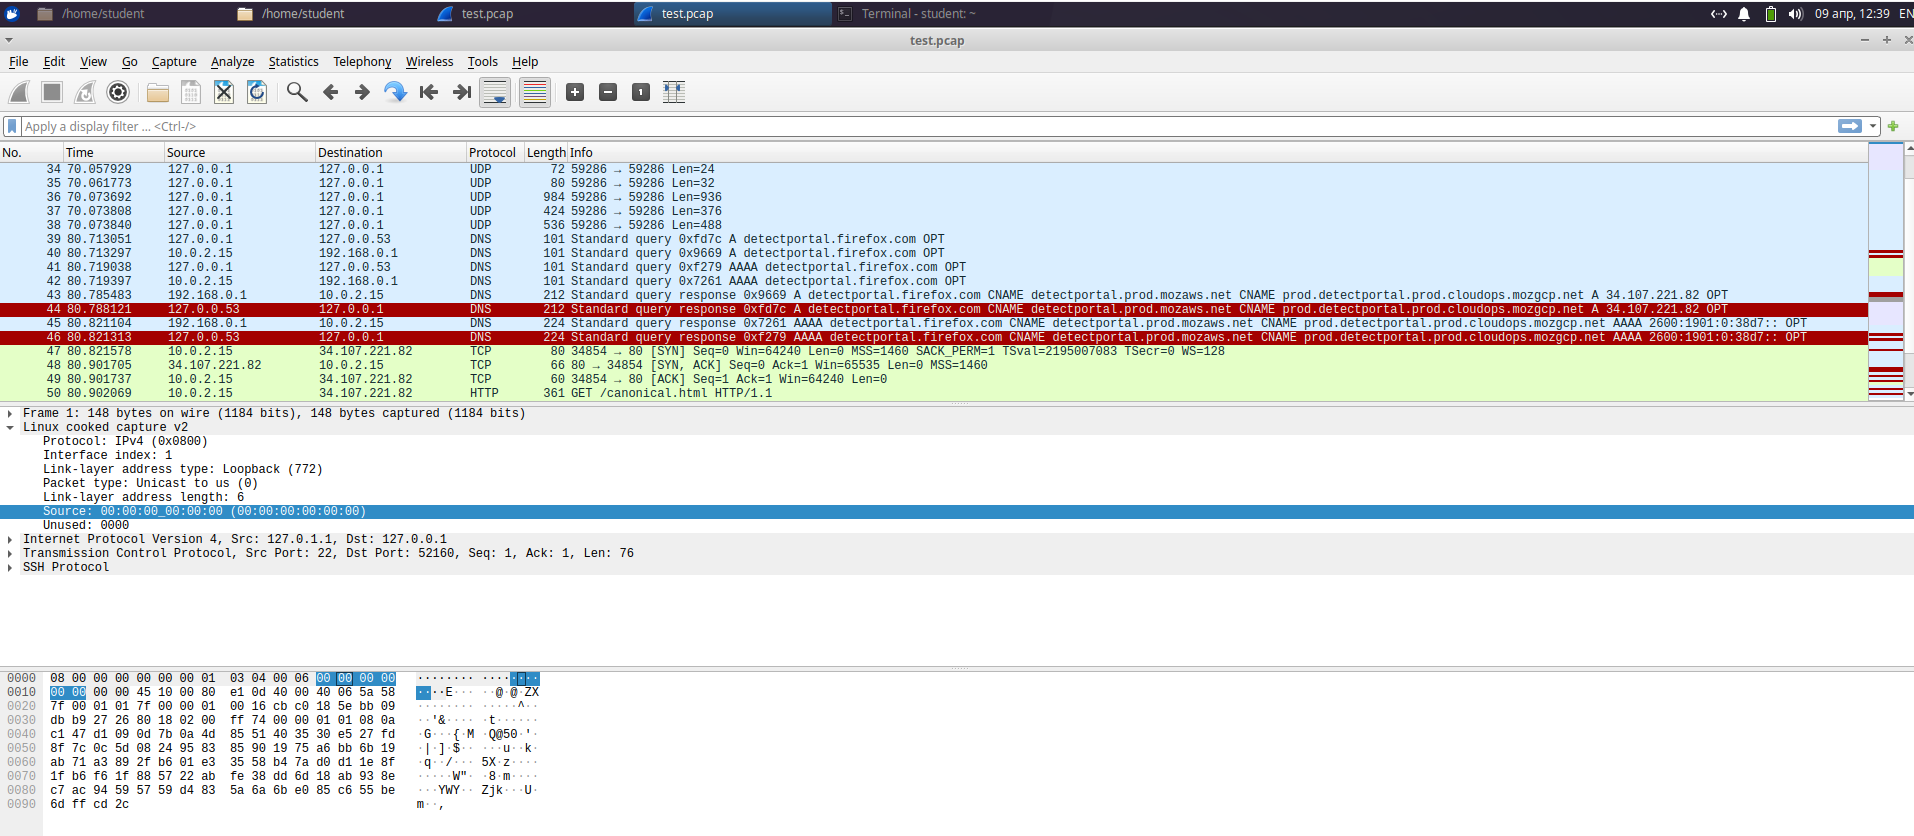 /home/student /home/student test.pcap test.pcap Terminal - student: ~ 09 апр, 12:39 EN
test.pcap
File Edit View Go Capture Analyze Statistics Telephony Wireless Tools Help
Apply a display filter ... <Ctrl-/>
No. Time Source Destination Protocol Length Info
34 70.057929 127.0.0.1 127.0.0.1 UDP 72 59286 → 59286 Len=24
35 70.061773 127.0.0.1 127.0.0.1 UDP 80 59286 → 59286 Len=32
36 70.073692 127.0.0.1 127.0.0.1 UDP 984 59286 → 59286 Len=936
37 70.073808 127.0.0.1 127.0.0.1 UDP 424 59286 → 59286 Len=376
38 70.073840 127.0.0.1 127.0.0.1 UDP 536 59286 → 59286 Len=488
39 80.713051 127.0.0.1 127.0.0.53 DNS 101 Standard query 0xfd7c A detectportal.firefox.com OPT
40 80.713297 10.0.2.15 192.168.0.1 DNS 101 Standard query 0x9669 A detectportal.firefox.com OPT
41 80.719038 127.0.0.1 127.0.0.53 DNS 101 Standard query 0xf279 AAAA detectportal.firefox.com OPT
42 80.719397 10.0.2.15 192.168.0.1 DNS 101 Standard query 0x7261 AAAA detectportal.firefox.com OPT
43 80.785483 192.168.0.1 10.0.2.15 DNS 212 Standard query response 0x9669 A detectportal.firefox.com CNAME detectportal.prod.mozaws.net CNAME prod.detectportal.prod.cloudops.mozgcp.net A 34.107.221.82 OPT
44 80.788121 127.0.0.53 127.0.0.1 DNS 212 Standard query response 0xfd7c A detectportal.firefox.com CNAME detectportal.prod.mozaws.net CNAME prod.detectportal.prod.cloudops.mozgcp.net A 34.107.221.82 OPT
45 80.821104 192.168.0.1 10.0.2.15 DNS 224 Standard query response 0x7261 AAAA detectportal.firefox.com CNAME detectportal.prod.mozaws.net CNAME prod.detectportal.prod.cloudops.mozgcp.net AAAA 2600:1901:0:38d7:: OPT
46 80.821313 127.0.0.53 127.0.0.1 DNS 224 Standard query response 0xf279 AAAA detectportal.firefox.com CNAME detectportal.prod.mozaws.net CNAME prod.detectportal.prod.cloudops.mozgcp.net AAAA 2600:1901:0:38d7:: OPT
47 80.821578 10.0.2.15 34.107.221.82 TCP 80 34854 → 80 [SYN] Seq=0 Win=64240 Len=0 MSS=1460 SACK_PERM=1 TSval=2195007083 TSecr=0 WS=128
48 80.901705 34.107.221.82 10.0.2.15 TCP 66 80 → 34854 [SYN, ACK] Seq=0 Ack=1 Win=65535 Len=0 MSS=1460
49 80.901737 10.0.2.15 34.107.221.82 TCP 60 34854 → 80 [ACK] Seq=1 Ack=1 Win=64240 Len=0
50 80.902069 10.0.2.15 34.107.221.82 HTTP 361 GET /canonical.html HTTP/1.1
Frame 1: 148 bytes on wire (1184 bits), 148 bytes captured (1184 bits)
Linux cooked capture v2
Protocol: IPv4 (0x0800)
Interface index: 1
Link-layer address type: Loopback (772)
Packet type: Unicast to us (0)
Link-layer address length: 6
Source: 00:00:00_00:00:00 (00:00:00:00:00:00)
Unused: 0000
Internet Protocol Version 4, Src: 127.0.1.1, Dst: 127.0.0.1
Transmission Control Protocol, Src Port: 22, Dst Port: 52160, Seq: 1, Ack: 1, Len: 76
SSH Protocol
0000 08 00 00 00 00 00 00 01 03 04 00 06 00 00 00 00 ········ ········
0010 00 00 00 00 45 10 00 80 e1 0d 40 00 40 06 5a 58 ····E··· ··@·@·ZX
0020 7f 00 01 01 7f 00 00 01 00 16 cb c0 18 5e bb 09 ········ ·····^··
0030 db b9 27 26 80 18 02 00 ff 74 00 00 01 01 08 0a ··'&···· ·t······
0040 c1 47 d1 09 0d 7b 0a 4d 85 51 40 35 30 e5 27 fd ·G···{·M ·Q@50·'·
0050 8f 7c 0c 5d 08 24 95 83 85 90 19 75 a6 bb 6b 19 ·|·]·$·· ···u··k·
0060 ab 71 a3 89 2f b6 01 e3 35 58 b4 7a d0 d1 1e 8f ·q··/··· 5X·z····
0070 1f b6 f6 1f 88 57 22 ab fe 38 dd 6d 18 ab 93 8e ·····W"· ·8·m····
0080 c7 ac 94 59 57 59 d4 83 5a 6a 6b e0 85 c6 55 be ···YWY·· Zjk···U·
0090 6d ff cd 2c m··,